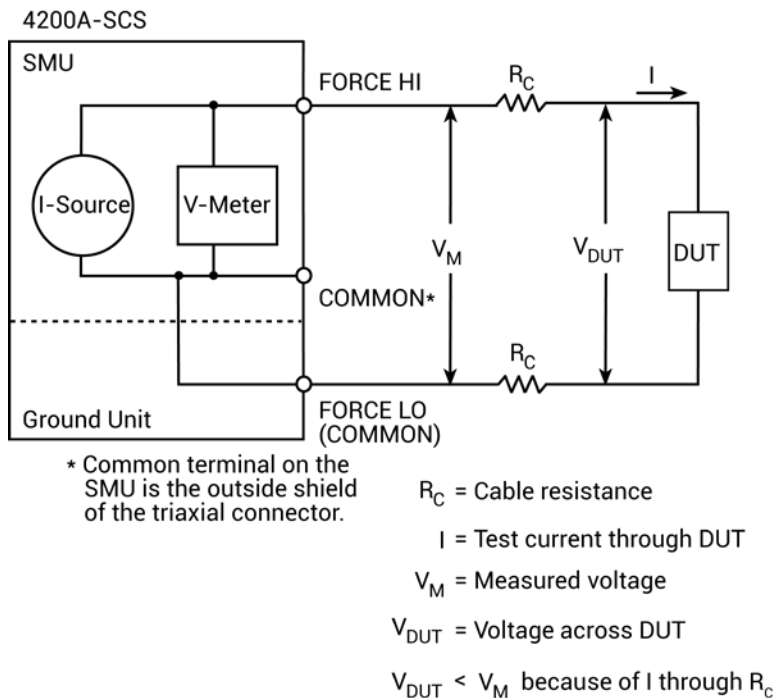 4200A-SCS
SMU
FORCE HI
R_C
I
I-Source
V-Meter
V_M
V_DUT
DUT
COMMON*
R_C
Ground Unit
FORCE LO
(COMMON)
* Common terminal on the
SMU is the outside shield
of the triaxial connector.
R_C = Cable resistance
I = Test current through DUT
V_M = Measured voltage
V_DUT = Voltage across DUT
V_DUT < V_M because of I through R_c